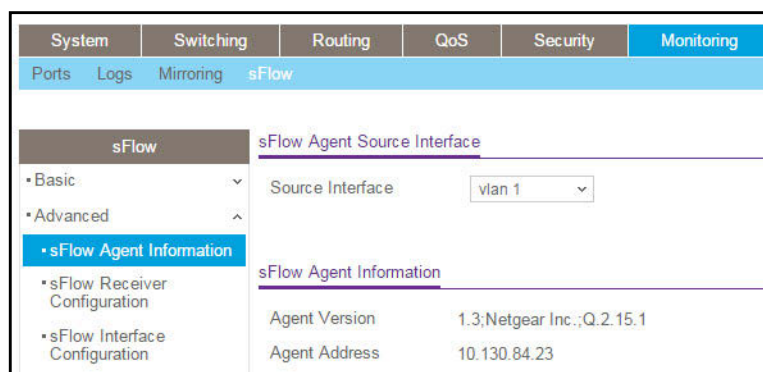 System Switching Routing QoS Security Monitoring
Ports Logs Mirroring sFlow
sFlow
Basic
Advanced
sFlow Agent Information
sFlow Receiver
Configuration
sFlow Interface
Configuration
sFlow Agent Source Interface
Source Interface vlan 1
sFlow Agent Information
Agent Version 1.3;Netgear Inc.;Q.2.15.1
Agent Address 10.130.84.23